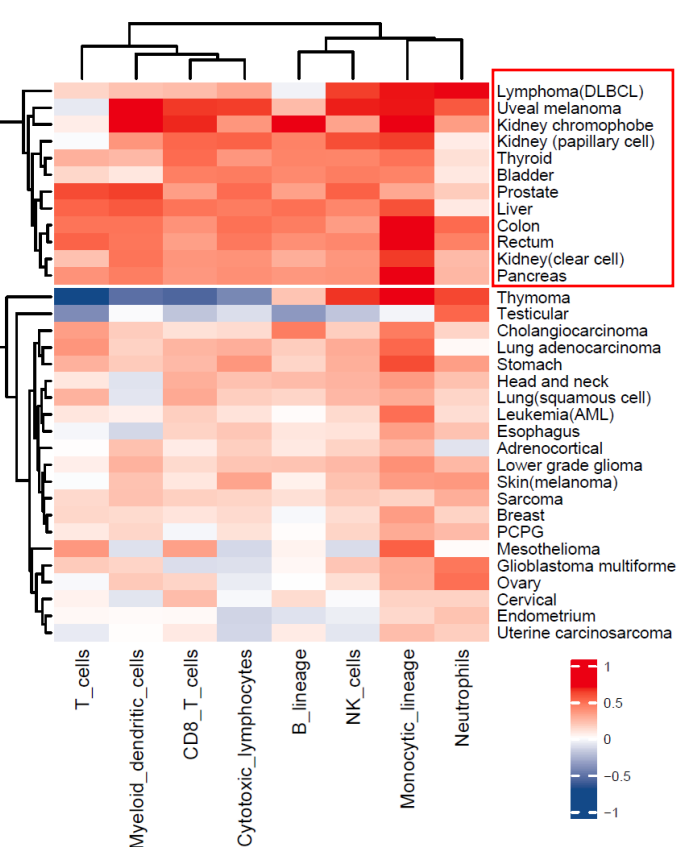 Lymphoma(DLBCL)
Uveal melanoma
Kidney chromophobe
Kidney (papillary cell)
Thyroid
Bladder
Prostate
Liver
Colon
Rectum
Kidney(clear cell)
Pancreas
Thymoma
Testicular
Cholangiocarcinoma
Lung adenocarcinoma
Stomach
Head and neck
Lung(squamous cell)
Leukemia(AML)
Esophagus
Adrenocortical
Lower grade glioma
Skin(melanoma)
Sarcoma
Breast
PCPG
Mesothelioma
Glioblastoma multiforme
Ovary
Cervical
Endometrium
Uterine carcinosarcoma
T_cells
Myeloid_dendritic_cells
CD8_T_cells
Cytotoxic_lymphocytes
B_lineage
NK_cells
Monocytic_lineage
Neutrophils
1
0.5
0
−0.5
−1